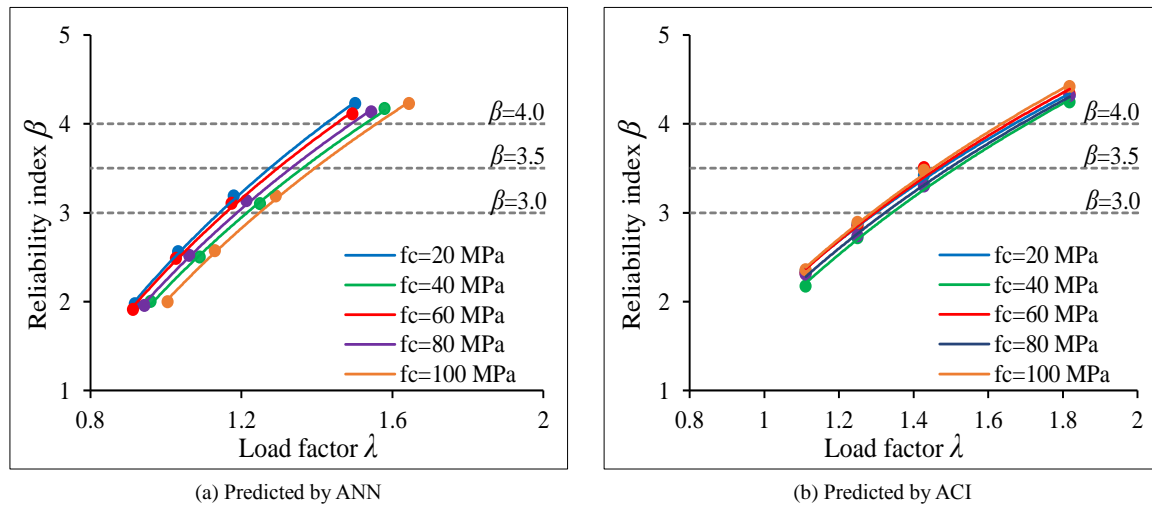 5
4
3
2
1
0.8
1.2
1.6
2
Reliability index β
Load factor λ
β=4.0
β=3.5
β=3.0
fc=20 MPa
fc=40 MPa
fc=60 MPa
fc=80 MPa
fc=100 MPa
(a) Predicted by ANN
5
4
3
2
1
0.8
1
1.2
1.4
1.6
1.8
2
Reliability index β
Load factor λ
β=4.0
β=3.5
β=3.0
fc=20 MPa
fc=40 MPa
fc=60 MPa
fc=80 MPa
fc=100 MPa
(b) Predicted by ACI